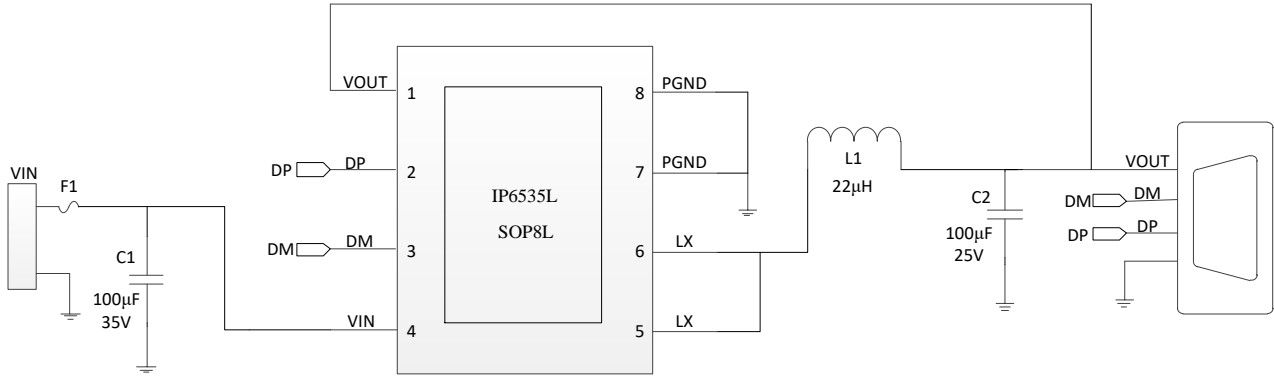 VIN
F1
C1
100μF
35V
VOUT
DP
DP
DM
DM
VIN
1
2
3
4
IP6535L
SOP8L
8
7
6
5
PGND
PGND
LX
LX
L1
22μH
C2
100μF
25V
VOUT
DM
DM
DP
DP